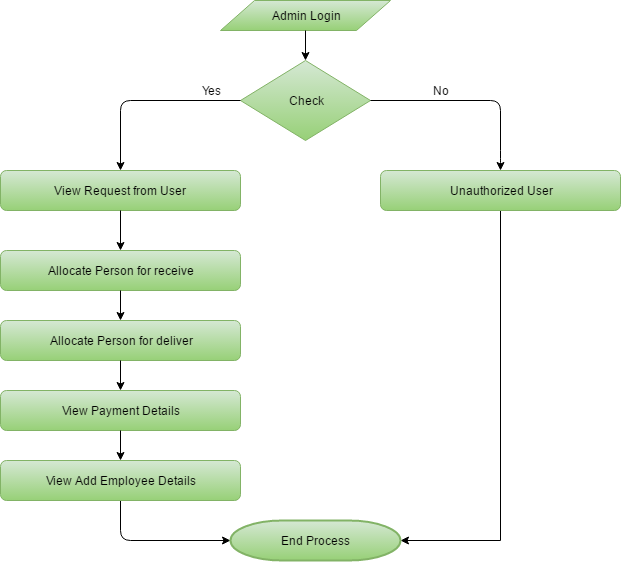 Admin Login
Check
Yes
No
View Request from User
Unauthorized User
Allocate Person for receive
Allocate Person for deliver
View Payment Details
View Add Employee Details
End Process